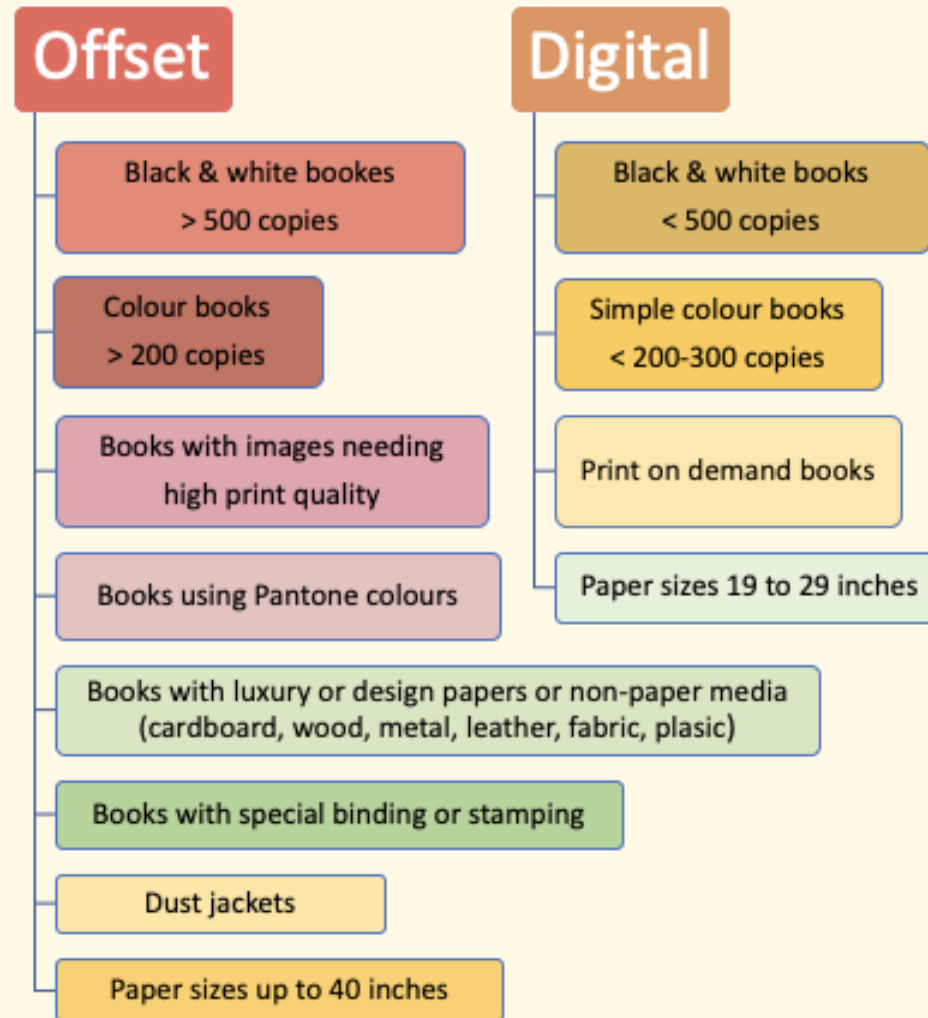 Offset
Black & white bookes
> 500 copies
Colour books
> 200 copies
Books with images needing
high print quality
Books using Pantone colours
Books with luxury or design papers or non-paper media
(cardboard, wood, metal, leather, fabric, plasic)
Books with special binding or stamping
Dust jackets
Paper sizes up to 40 inches
Digital
Black & white books
< 500 copies
Simple colour books
< 200-300 copies
Print on demand books
Paper sizes 19 to 29 inches